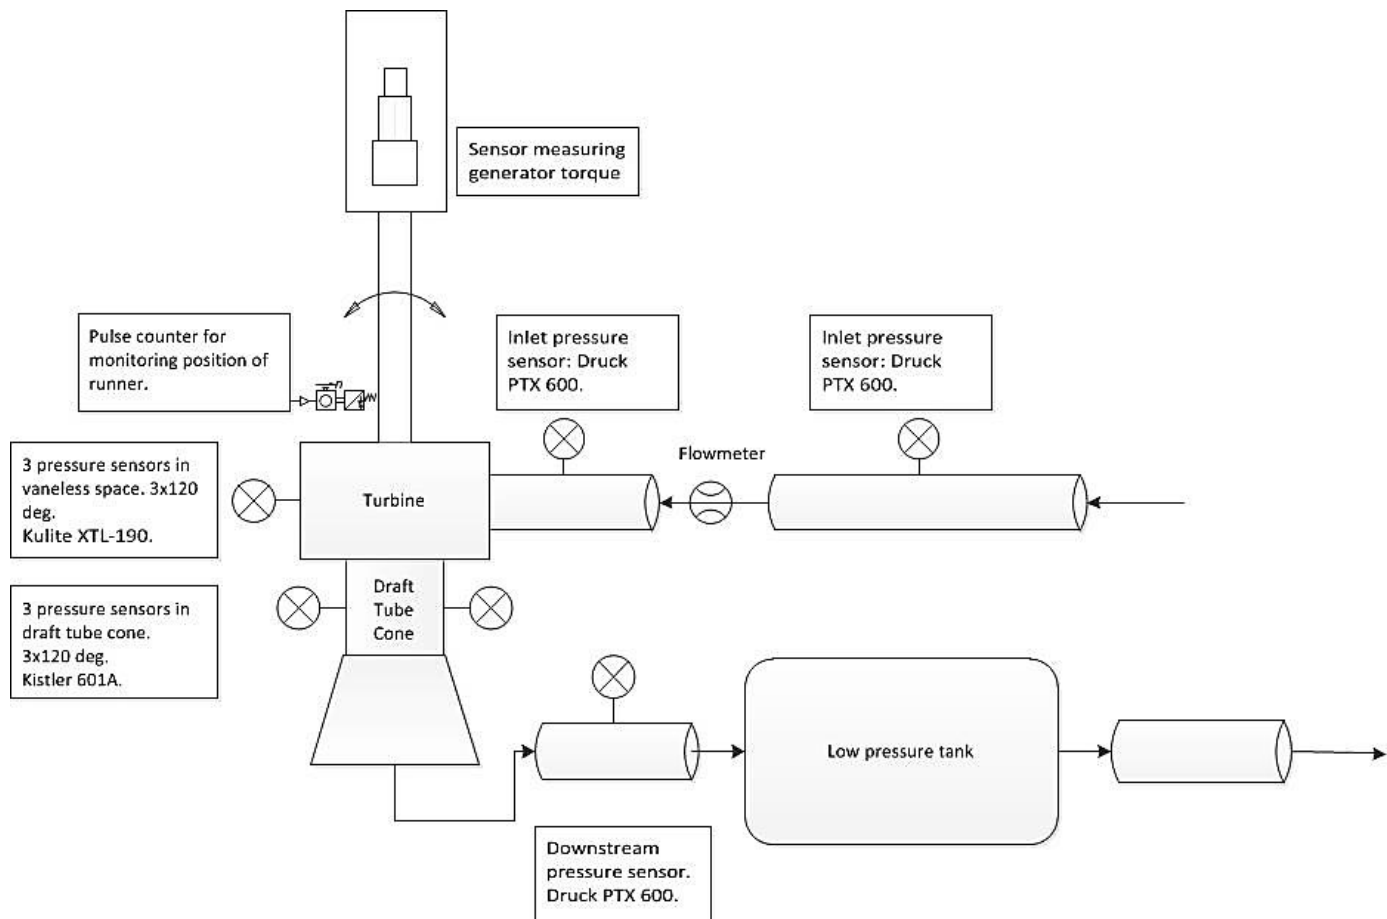 Sensor measuring
generator torque
Pulse counter for
monitoring position of
runner.
Inlet pressure
sensor: Druck
PTX 600.
Inlet pressure
sensor: Druck
PTX 600.
Flowmeter
3 pressure sensors in
vaneless space. 3x120
deg.
Kulite XTL-190.
Turbine
3 pressure sensors in
draft tube cone.
3x120 deg.
Kistler 601A.
Draft
Tube
Cone
Low pressure tank
Downstream
pressure sensor.
Druck PTX 600.